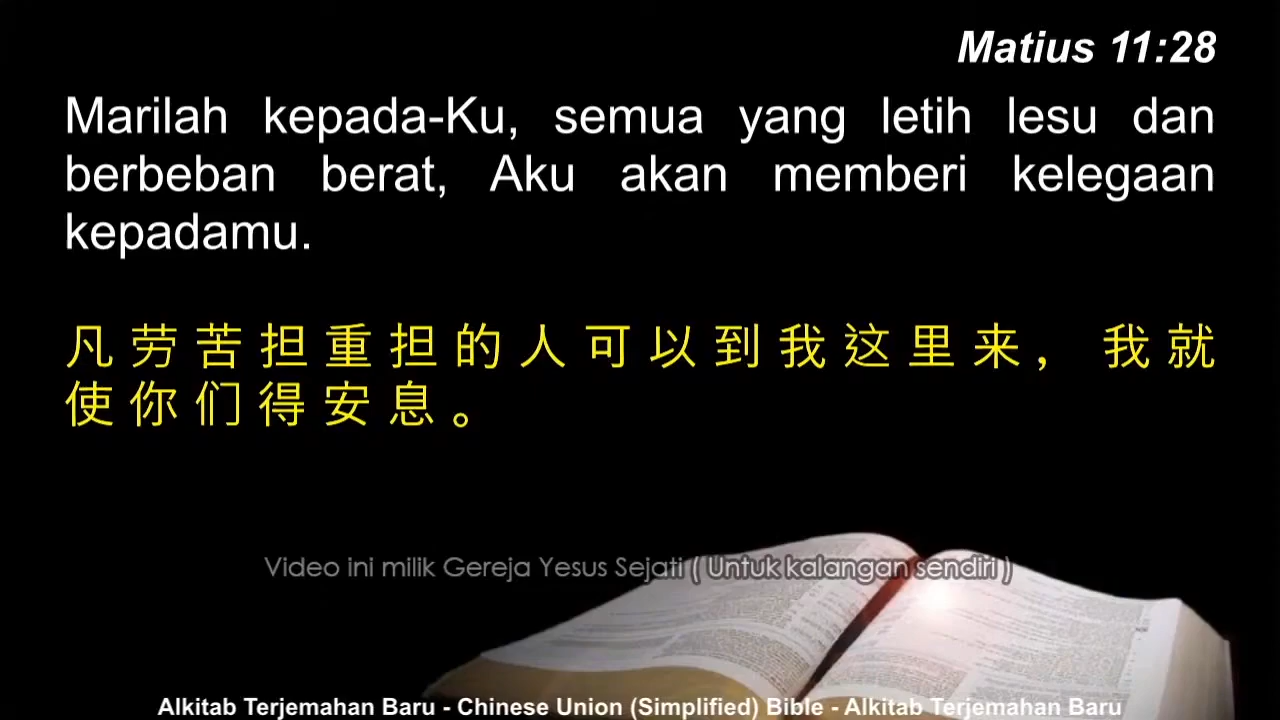 Matius 11:28
Marilah kepada-Ku, semua yang letih lesu dan
berbeban berat, Aku akan memberi kelegaan
kepadamu.
凡劳苦担重担的人可以到我这里来，我就
使你们得安息。
Video ini milik Gereja Yesus Sejati ( Untuk kalangan sendiri )
Alkitab Terjemahan Baru - Chinese Union (Simplified) Bible - Alkitab Terjemahan Baru